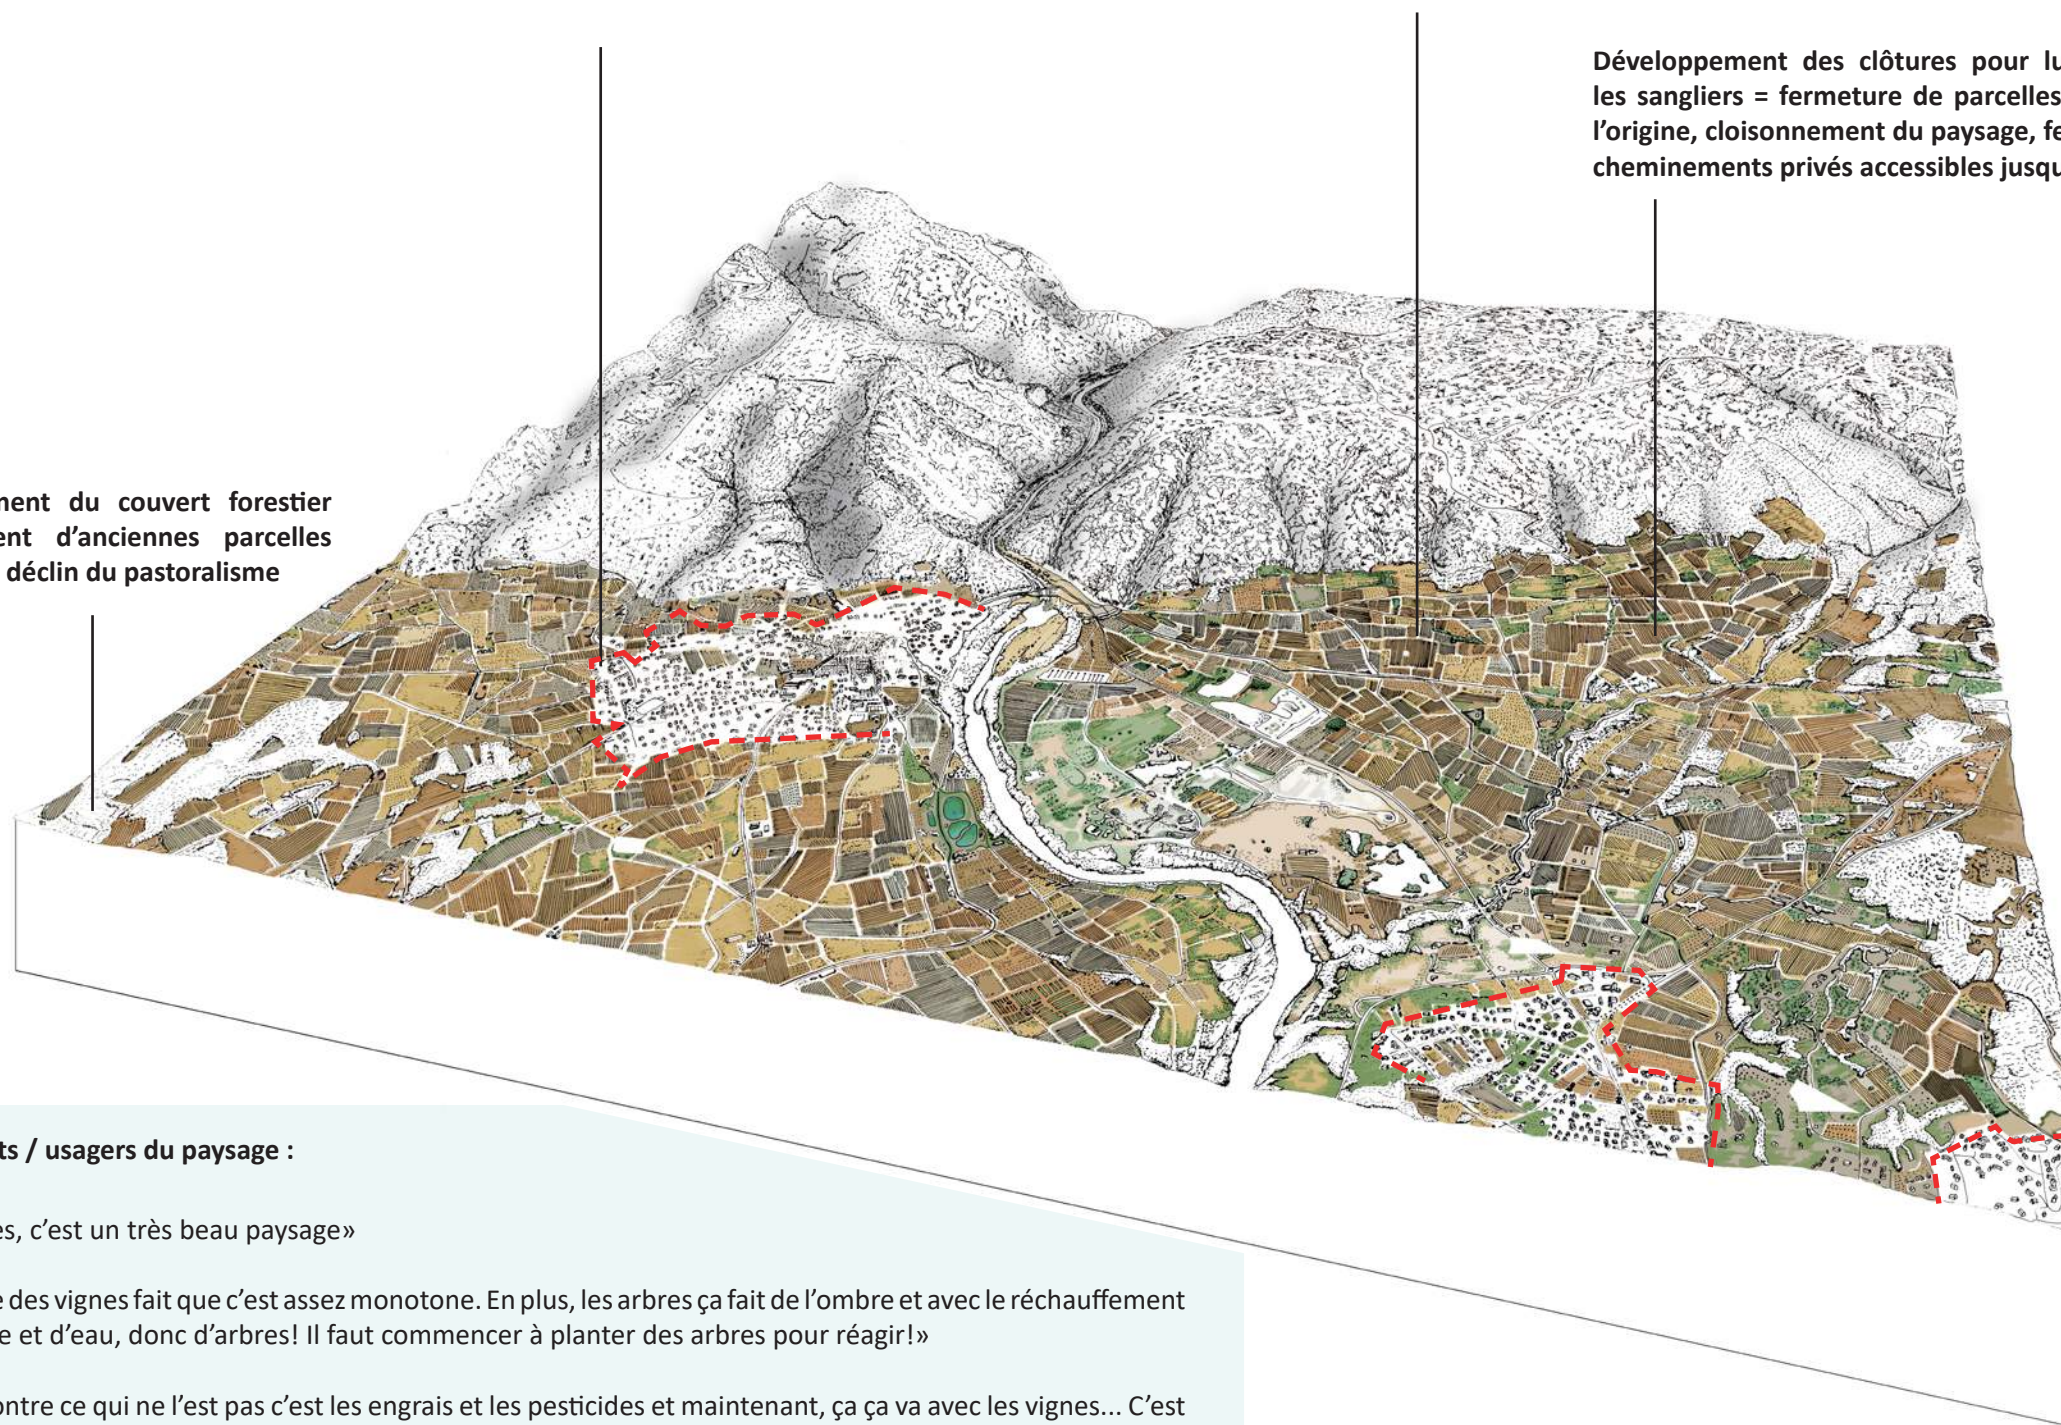 Développement des clôtures pour lu
les sangliers = fermeture de parcelles
l'origine, cloisonnement du paysage, fe
cheminements privés accessibles jusqu
ment du couvert forestier
ent d'anciennes parcelles
déclin du pastoralisme
ts / usagers du paysage :
es, c'est un très beau paysage»
e des vignes fait que c'est assez monotone. En plus, les arbres ça fait de l'ombre et avec le réchauffement
e et d'eau, donc d'arbres! Il faut commencer à planter des arbres pour réagir!»
ontre ce qui ne l'est pas c'est les engrais et les pesticides et maintenant, ça ça va avec les vignes... C'est